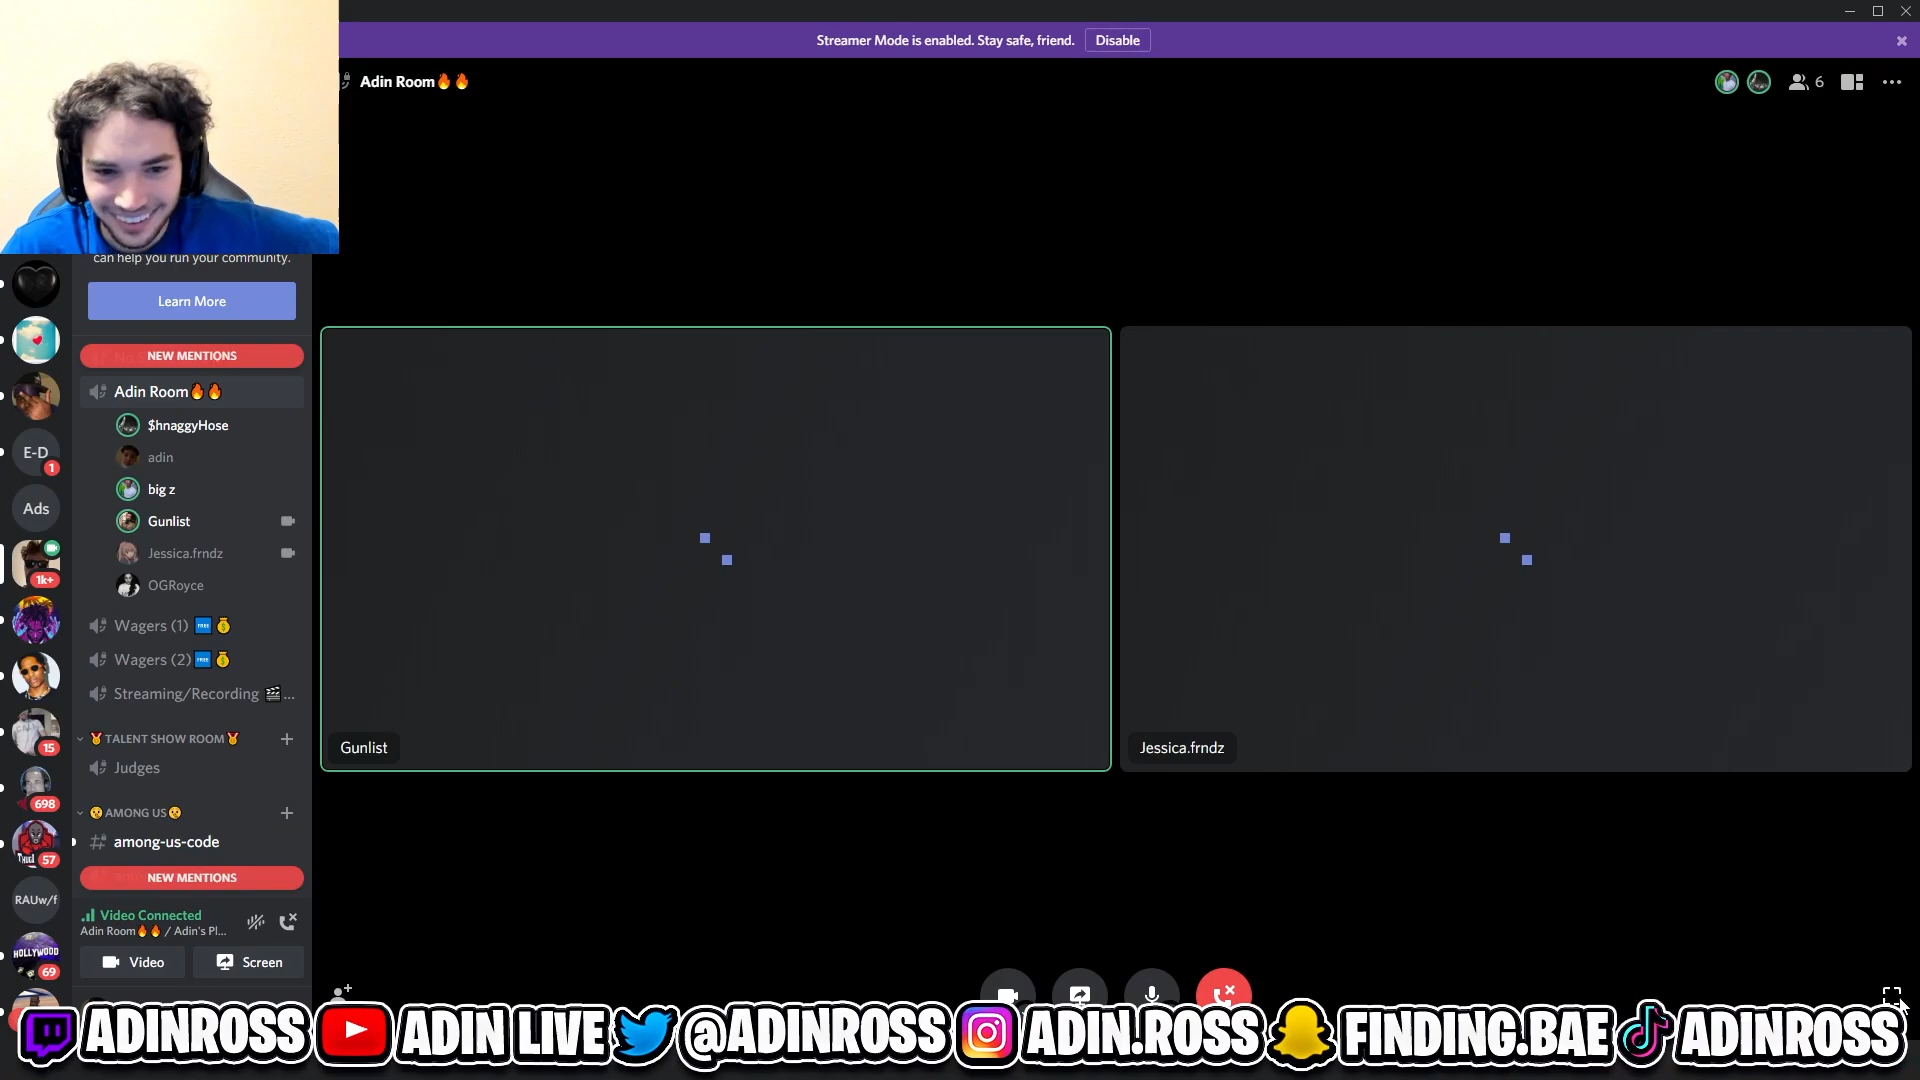 Streamer Mode is enabled. Stay safe, friend. Disable
Adin Room🔥🔥
6
can help you run your community.
Learn More
NEW MENTIONS
Adin Room🔥🔥
$hnaggyHose
adin
big z
Gunlist
Jessica.frndz
OGRoyce
Wagers (1) 🆓💰
Wagers (2)🆓💰
Streaming/Recording 🎬...
🏅TALENT SHOW ROOM🏅
Judges
🤫AMONG US🤫
among-us-code
NEW MENTIONS
Video Connected
Adin Room🔥🔥 / Adin's Pl...
Video
Screen
E-D
1
Ads
1k+
15
698
57
RAUw/f
HOLLYWOOD
69
Gunlist
Jessica.frndz
ADINROSS ADIN LIVE @ADINROSS ADIN.ROSS FINDING.BAE ADINROSS